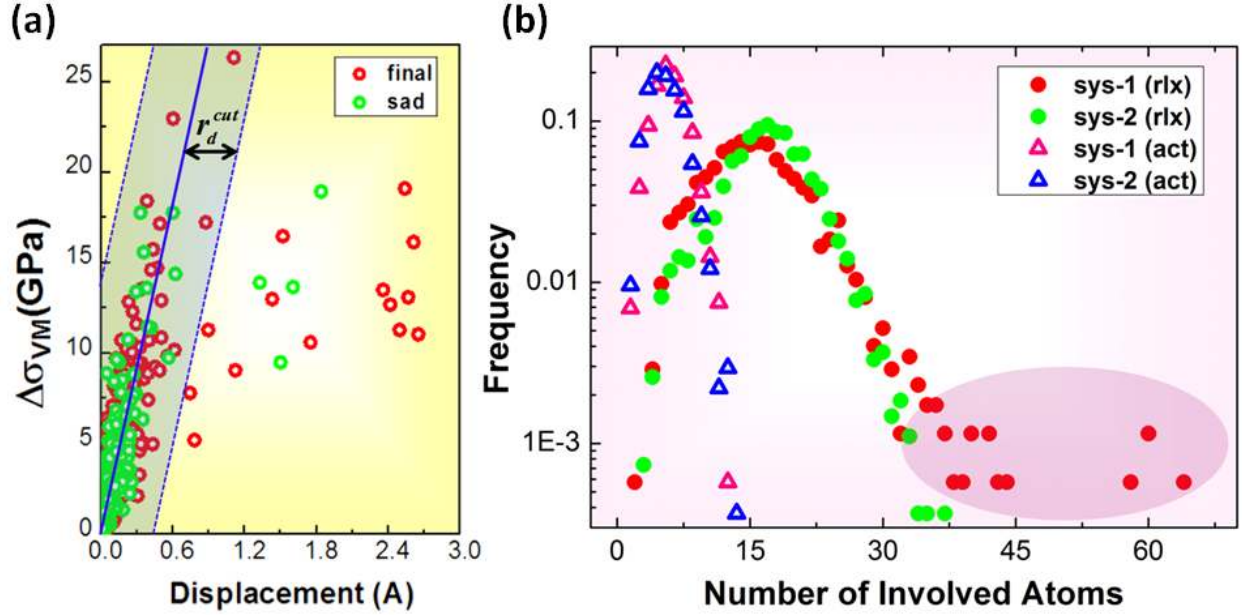 (a)
final
sad
r_d^cut
Δσ_VM(GPa)
25
20
15
10
5
0
0.0 0.6 1.2 1.8 2.4 3.0
Displacement (A)
(b)
sys-1 (rlx)
sys-2 (rlx)
sys-1 (act)
sys-2 (act)
Frequency
0.1
0.01
1E-3
0 15 30 45 60
Number of Involved Atoms